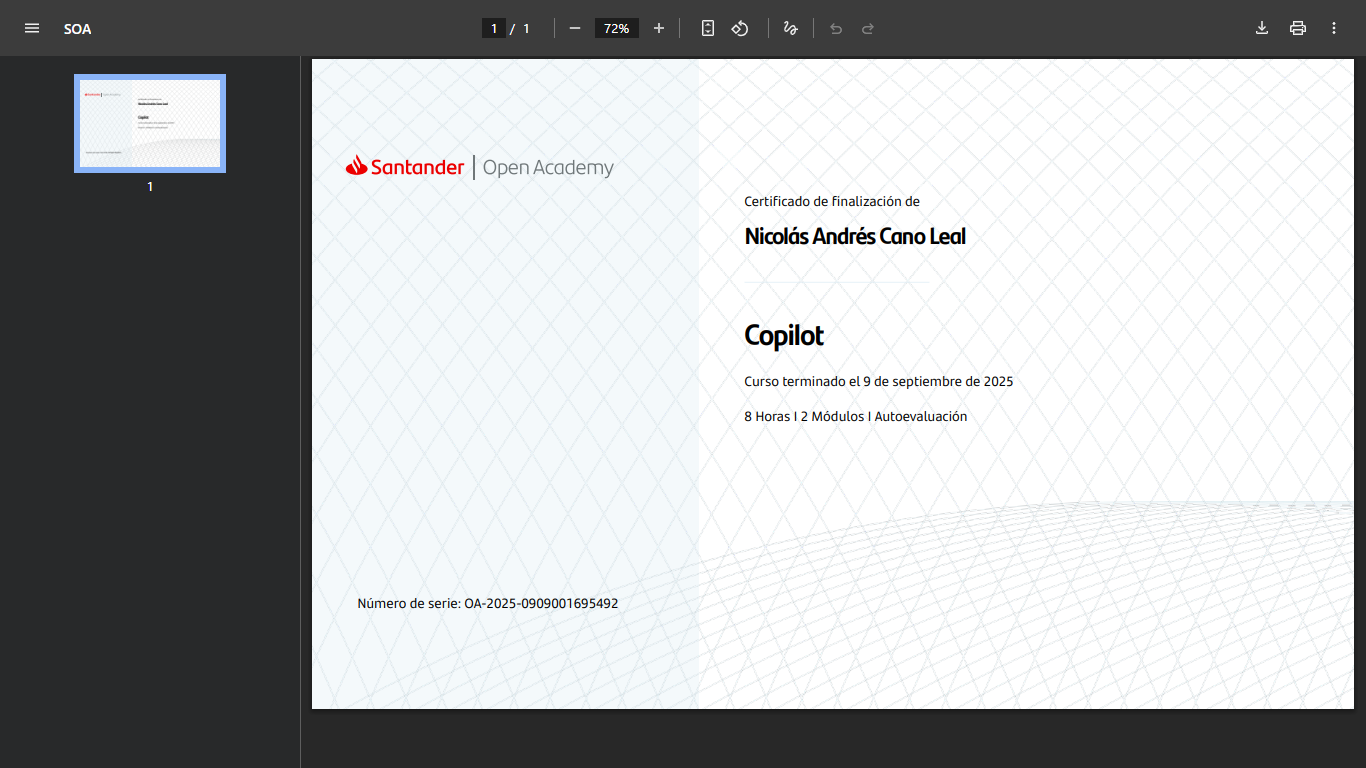 SOA
1 / 1
72%
1
Santander | Open Academy
Certificado de finalización de
Nicolás Andrés Cano Leal
Copilot
Curso terminado el 9 de septiembre de 2025
8 Horas I 2 Módulos I Autoevaluación
Número de serie: OA-2025-0909001695492